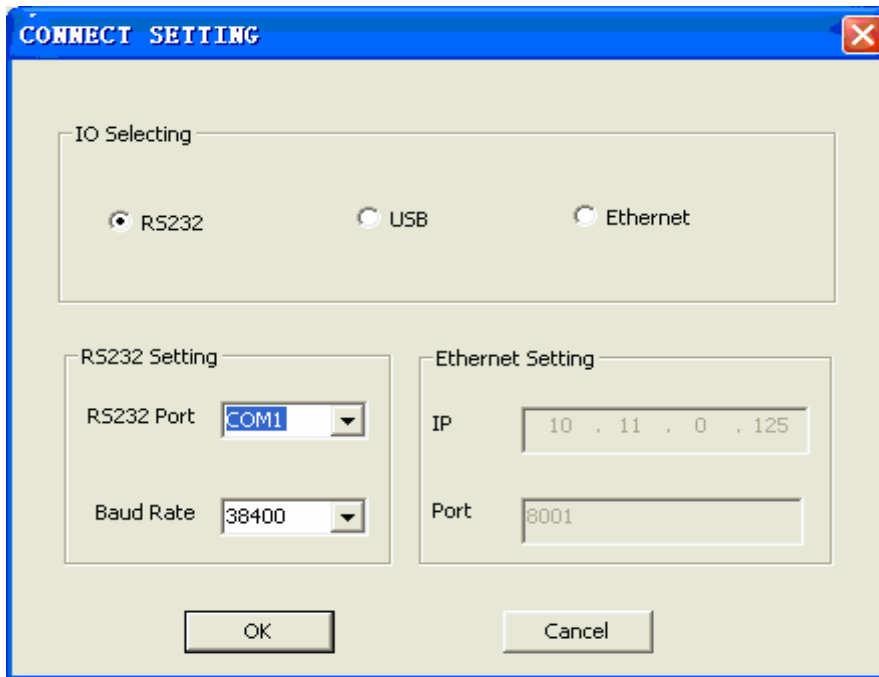 CONNECT SETTING
IO Selecting
RS232 USB Ethernet
RS232 Setting
RS232 Port COM1
Baud Rate 38400
Ethernet Setting
IP 10 . 11 . 0 . 125
Port 8001
OK Cancel